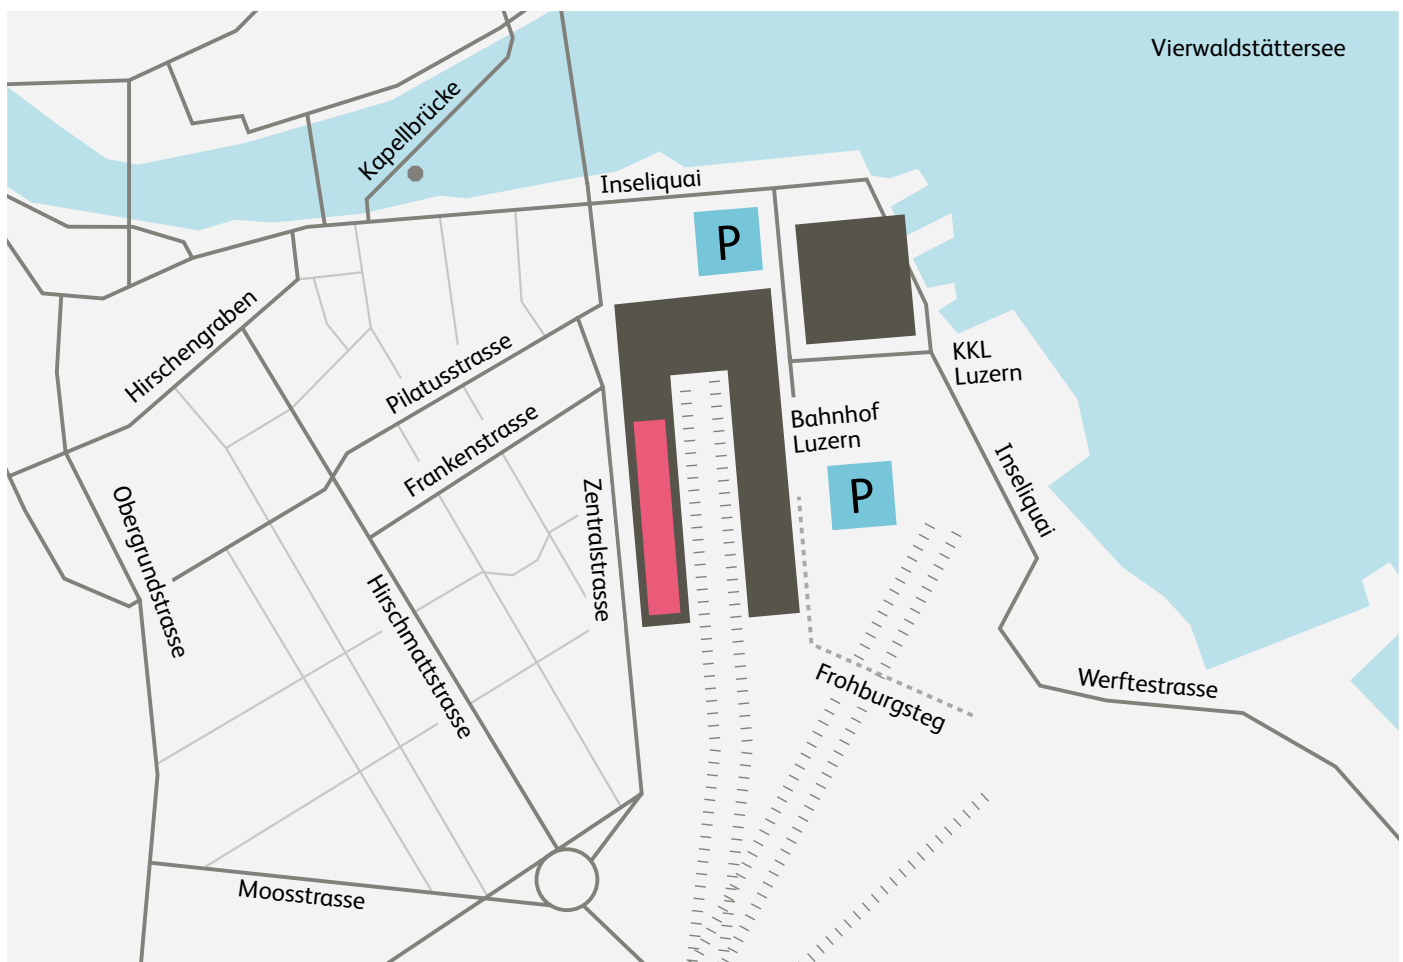 Vierwaldstättersee
Kapellbrücke
Inseliquai
P
Hirschengraben
Pilatusstrasse
KKL
Luzern
Bahnhof
Luzern
Frankenstrasse
Inseliquai
P
Obergrundstrasse
Zentralstrasse
Hirschmattstrasse
Frohburgsteg
Werftestrasse
Moosstrasse